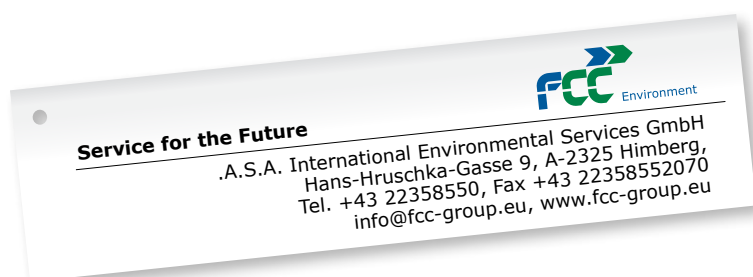 FCC
Environment
Service for the Future
.A.S.A. International Environmental Services GmbH
Hans-Hruschka-Gasse 9, A-2325 Himberg,
Tel. +43 22358550, Fax +43 22358552070
info@fcc-group.eu, www.fcc-group.eu